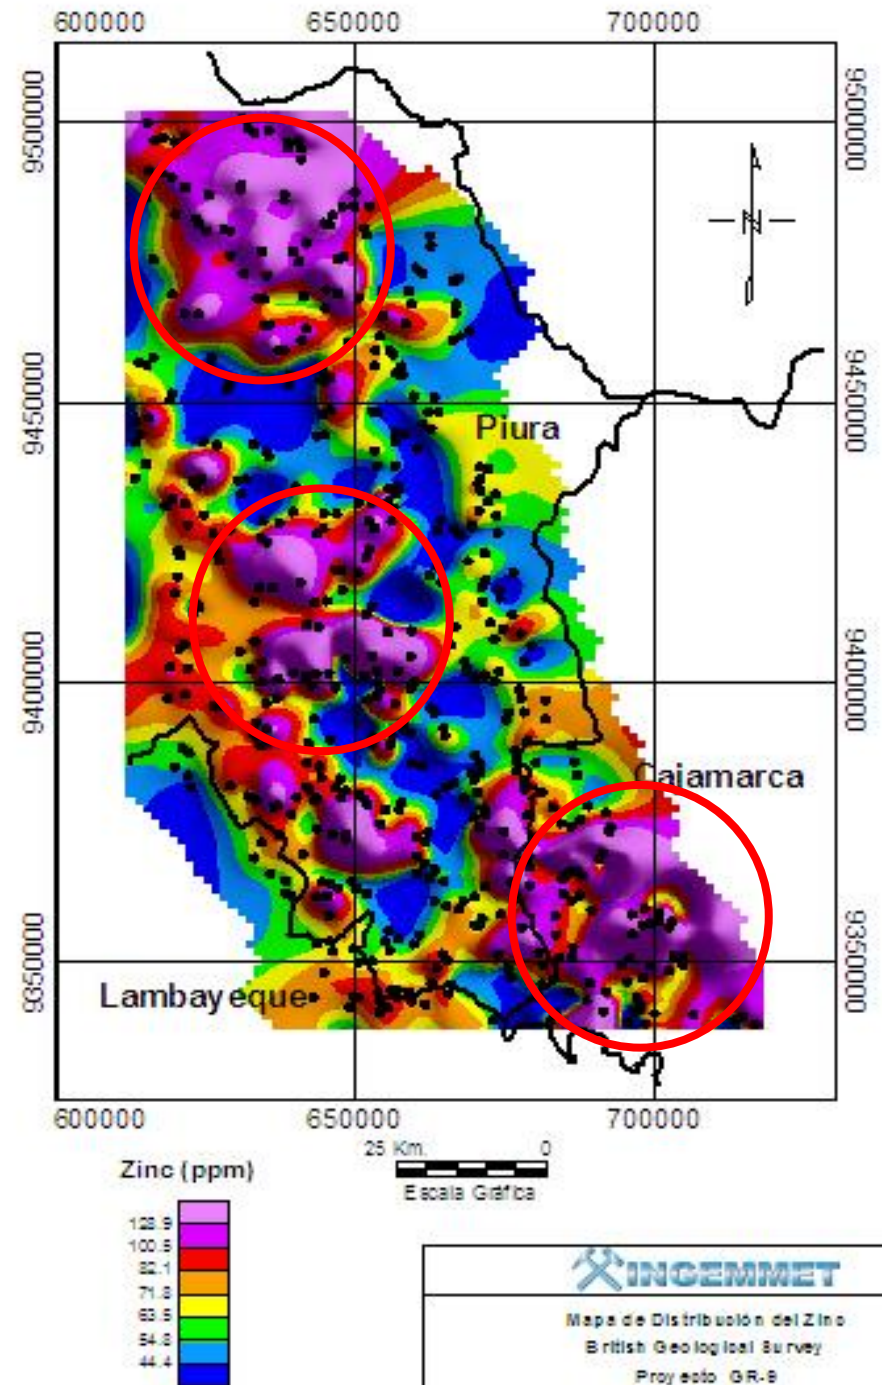 600000 650000 700000
9500000 9500000
N
9450000 9450000
Piura
9400000 9400000
Cajamarca
9350000 9350000
Lambayeque
600000 650000 700000
25 Km. 0
Escala Gráfica
Zinc (ppm)
128.9
100.5
82.1
71.8
63.5
54.8
44.4
INGEMMET
Mapa de Distribución del Zinc
British Geological Survey
Proyecto GR-9